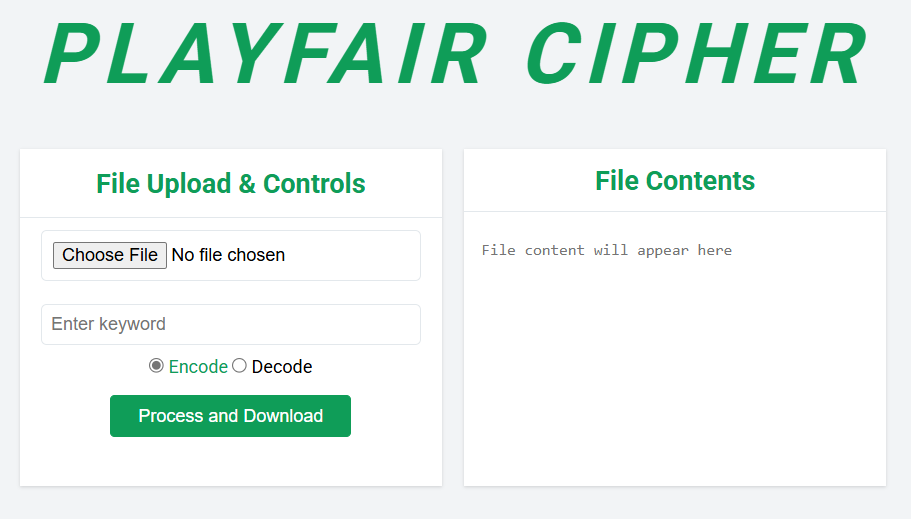 PLAYFAIR CIPHER
File Upload & Controls
Choose File No file chosen
Enter keyword
Encode Decode
Process and Download
File Contents
File content will appear here